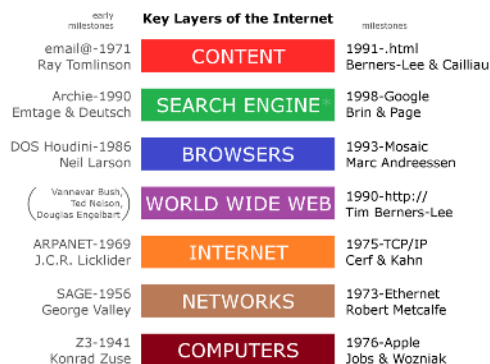 early
milestones
Key Layers of the Internet
milestones
email@-1971
Ray Tomlinson
CONTENT
1991-.html
Berners-Lee & Cailliau
Archie-1990
Emtage & Deutsch
SEARCH ENGINE*
1998-Google
Brin & Page
DOS Houdini-1986
Neil Larson
BROWSERS
1993-Mosaic
Marc Andreessen
(Vannevar Bush,
Ted Nelson,
Douglas Engelbart)
WORLD WIDE WEB
1990-http://
Tim Berners-Lee
ARPANET-1969
J.C.R. Licklider
INTERNET
1975-TCP/IP
Cerf & Kahn
SAGE-1956
George Valley
NETWORKS
1973-Ethernet
Robert Metcalfe
Z3-1941
Konrad Zuse
COMPUTERS
1976-Apple
Jobs & Wozniak